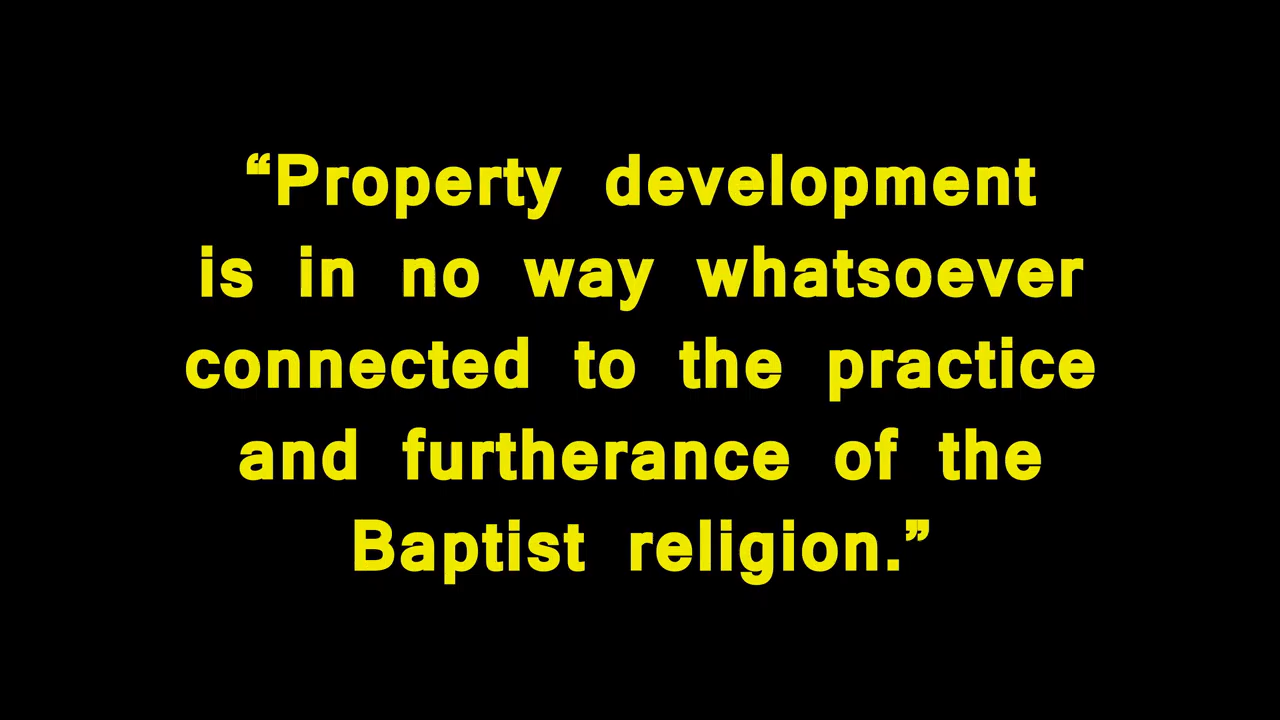 “Property development
is in no way whatsoever
connected to the practice
and furtherance of the
Baptist religion.”